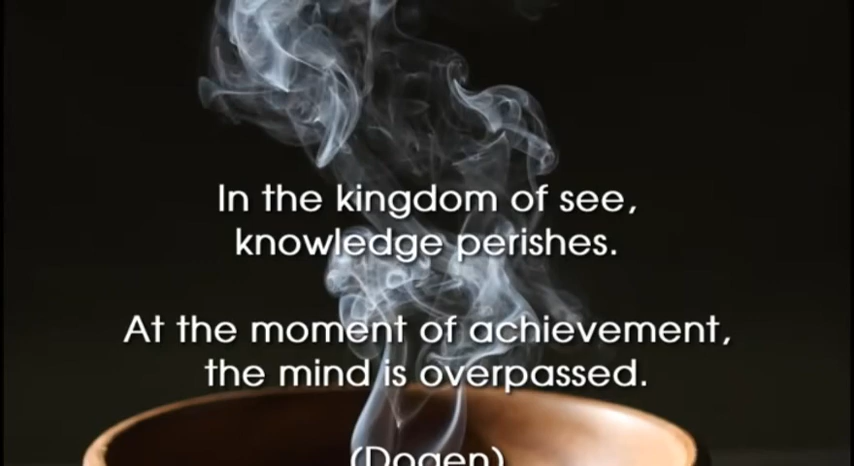 In the kingdom of see,
knowledge perishes.
At the moment of achievement,
the mind is overpassed.
(Dogen)